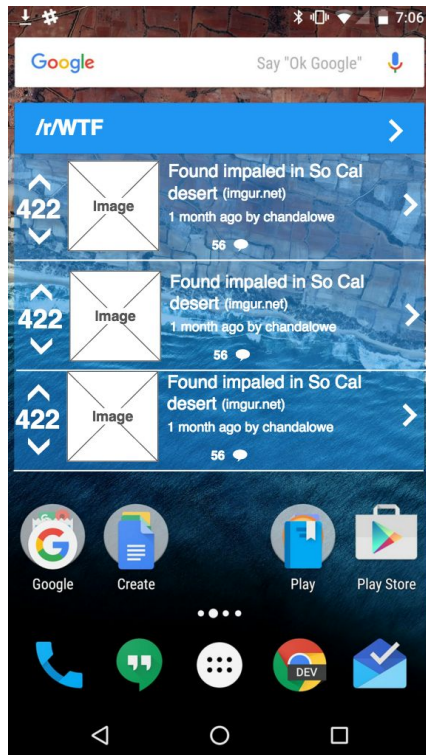 7:06
Google
Say "Ok Google"
/r/WTF
Found impaled in So Cal
desert (imgur.net)
422
Image
1 month ago by chandalowe
56
Found impaled in So Cal
desert (imgur.net)
422
Image
1 month ago by chandalowe
56
Found impaled in So Cal
desert (imgur.net)
422
Image
1 month ago by chandalowe
56
Google
Create
Play
Play Store
DEV